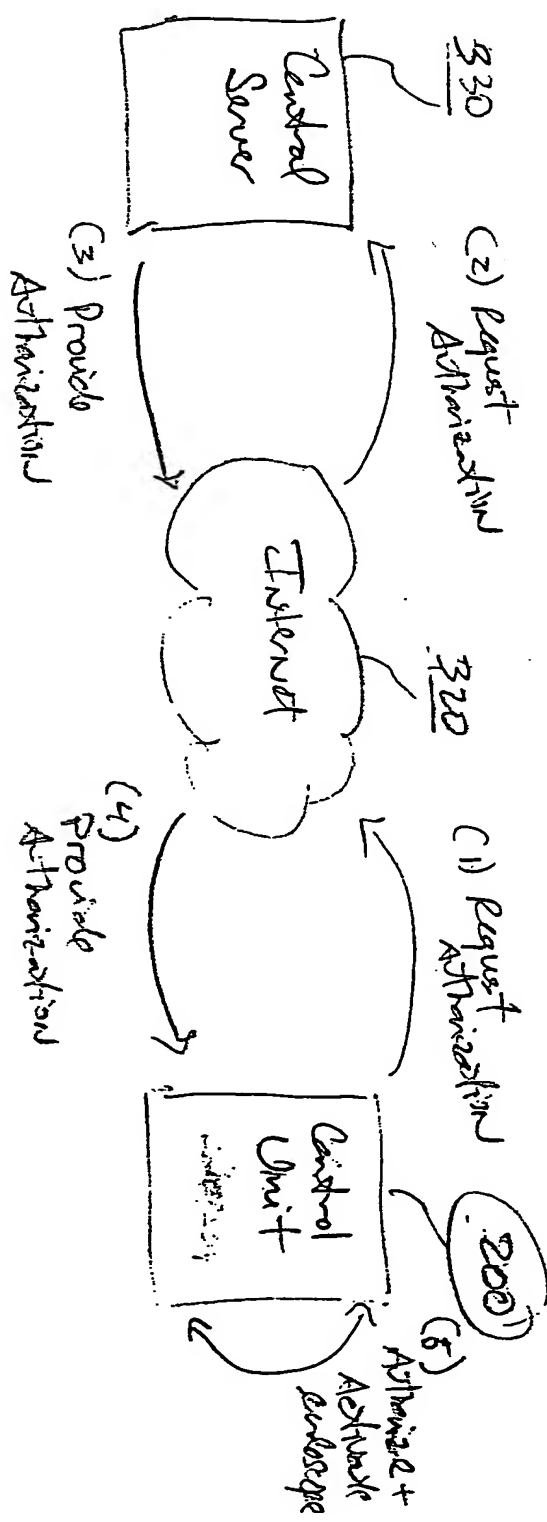 330
Central
Server
(2) Request
Authorization
(3) Provide
Authorization
Internet
320
(1) Request
Authorization
(4)
Provide
Authorization
Control
Unit
200
(5)
Authorize +
Activate
endoscope